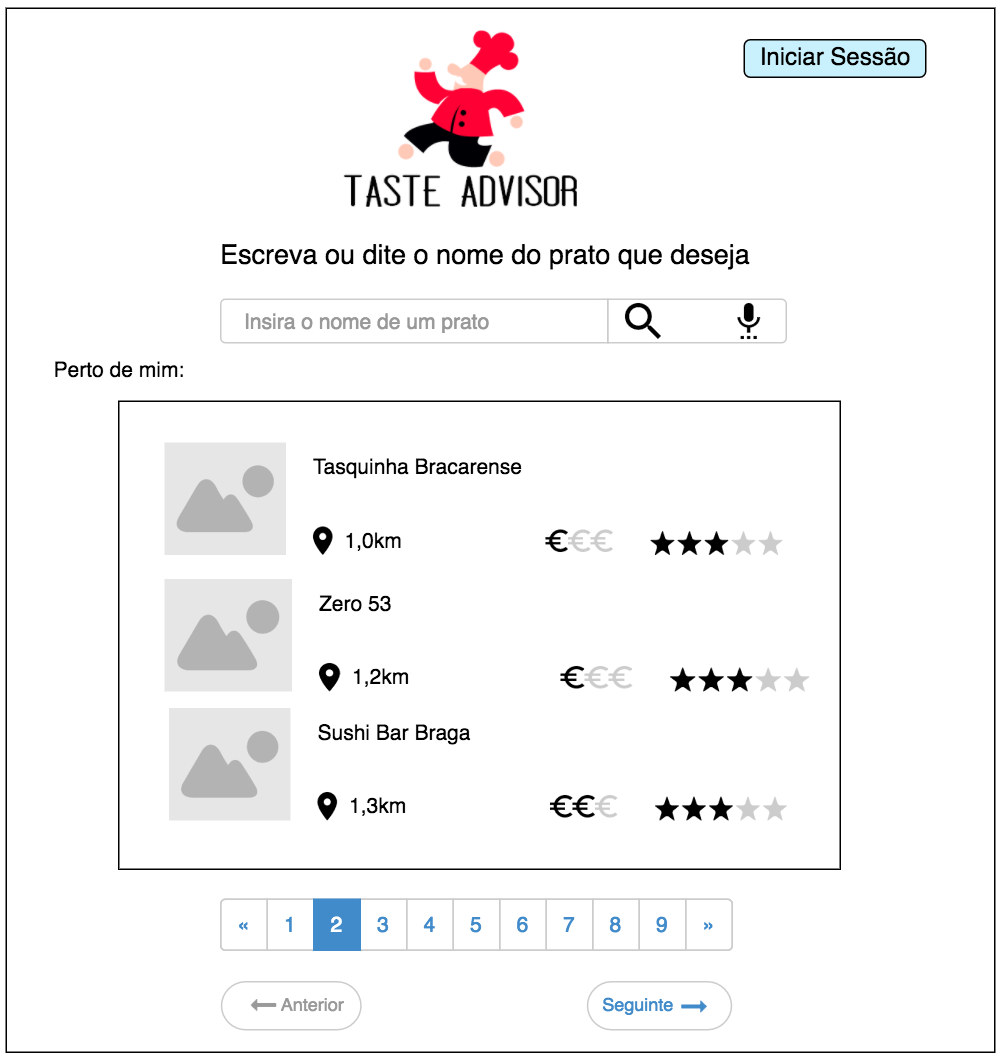 Iniciar Sessão
TASTE ADVISOR
Escreva ou dite o nome do prato que deseja
Insira o nome de um prato
Perto de mim:
Tasquinha Bracarense
1,0km €€€
Zero 53
1,2km €€€
Sushi Bar Braga
1,3km €€€
« 1 2 3 4 5 6 7 8 9 »
Anterior Seguinte